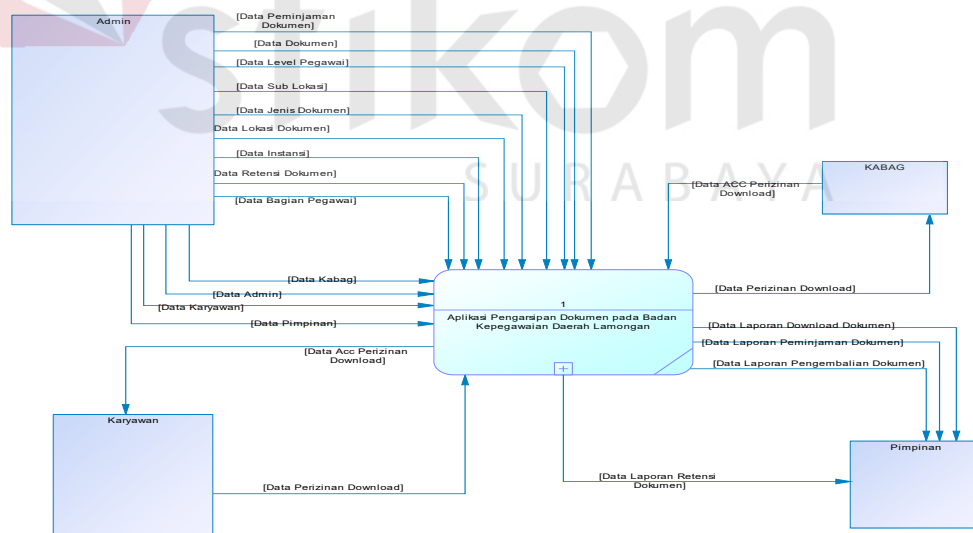 stikom
SURABAYA
Admin
[Data Peminjaman
Dokumen]
[Data Dokumen]
[Data Level Pegawai]
[Data Sub Lokasi]
[Data Jenis Dokumen]
Data Lokasi Dokumen]
[Data Instansi]
Data Retensi Dokumen]
[Data Bagian Pegawai]
KABAG
[Data ACC Perizinan
Download]
[Data Kabag]
[Data Admin]
[Data Karyawan]
[Data Pimpinan]
1
Aplikasi Pengarsipan Dokumen pada Badan
Kepegawaian Daerah Lamongan
[Data Perizinan Download]
[Data Laporan Download Dokumen]
[Data Laporan Peminjaman Dokumen]
[Data Laporan Pengembalian Dokumen]
[Data Acc Perizinan
Download]
Karyawan
[Data Perizinan Download]
[Data Laporan Retensi
Dokumen]
Pimpinan